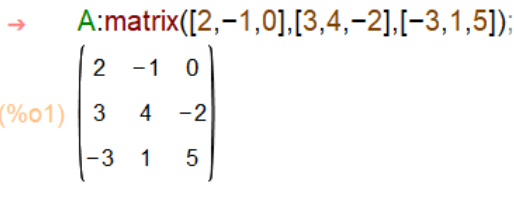 → A:matrix([2,−1,0],[3,4,−2],[−3,1,5]);
2 −1 0
(%o1) 3 4 −2
−3 1 5